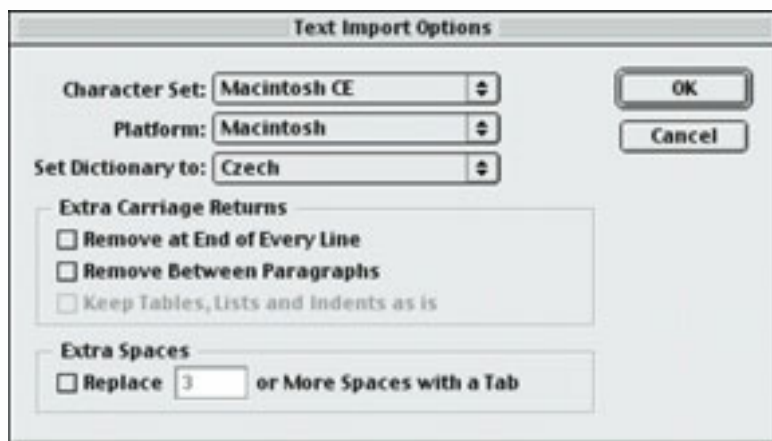 Text Import Options
Character Set: Macintosh CE
OK
Platform: Macintosh
Cancel
Set Dictionary to: Czech
Extra Carriage Returns
Remove at End of Every Line
Remove Between Paragraphs
Keep Tables, Lists and Indents as is
Extra Spaces
Replace 3 or More Spaces with a Tab